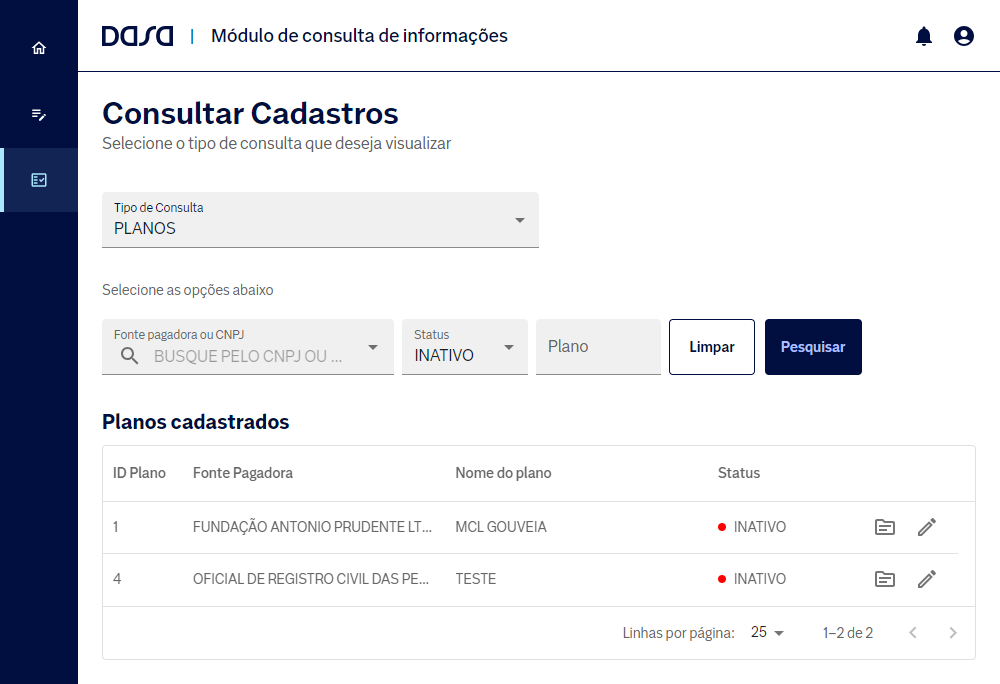 DASA | Módulo de consulta de informações
Consultar Cadastros
Selecione o tipo de consulta que deseja visualizar
Tipo de Consulta
PLANOS
Selecione as opções abaixo
Fonte pagadora ou CNPJ
BUSQUE PELO CNPJ OU ...
Status
INATIVO
Plano
Limpar
Pesquisar
Planos cadastrados
ID Plano Fonte Pagadora Nome do plano Status
1 FUNDAÇÃO ANTONIO PRUDENTE LT... MCL GOUVEIA INATIVO
4 OFICIAL DE REGISTRO CIVIL DAS PE... TESTE INATIVO
Linhas por página: 25 1–2 de 2